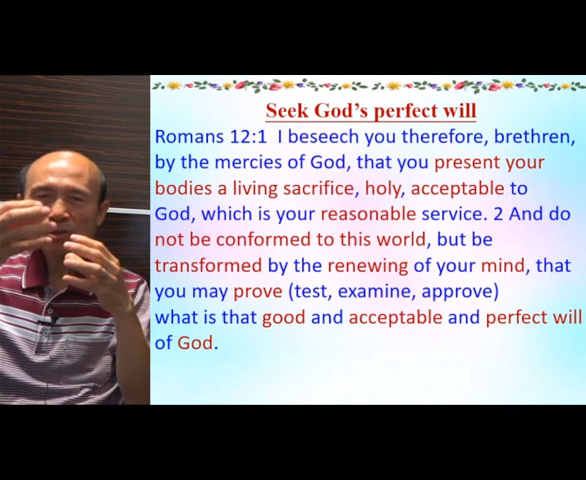 Seek God's perfect will
Romans 12:1  I beseech you therefore, brethren,
by the mercies of God, that you present your
bodies a living sacrifice, holy, acceptable to
God, which is your reasonable service. 2 And do
not be conformed to this world, but be
transformed by the renewing of your mind, that
you may prove (test, examine, approve)
what is that good and acceptable and perfect will
of God.